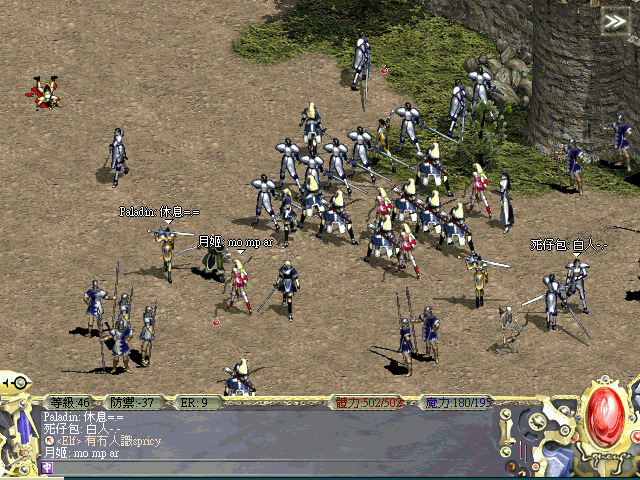 Paladin: 休息==
月姬: mo mp ar
死仔包: 白人-.-
等級:46
防禦:-37
ER: 9
體力:502/502
魔力:180/195
Paladin: 休息==
死仔包: 白人-.-
<Elf> 有冇人識spricy
月姬: mo mp ar
中
Lineage